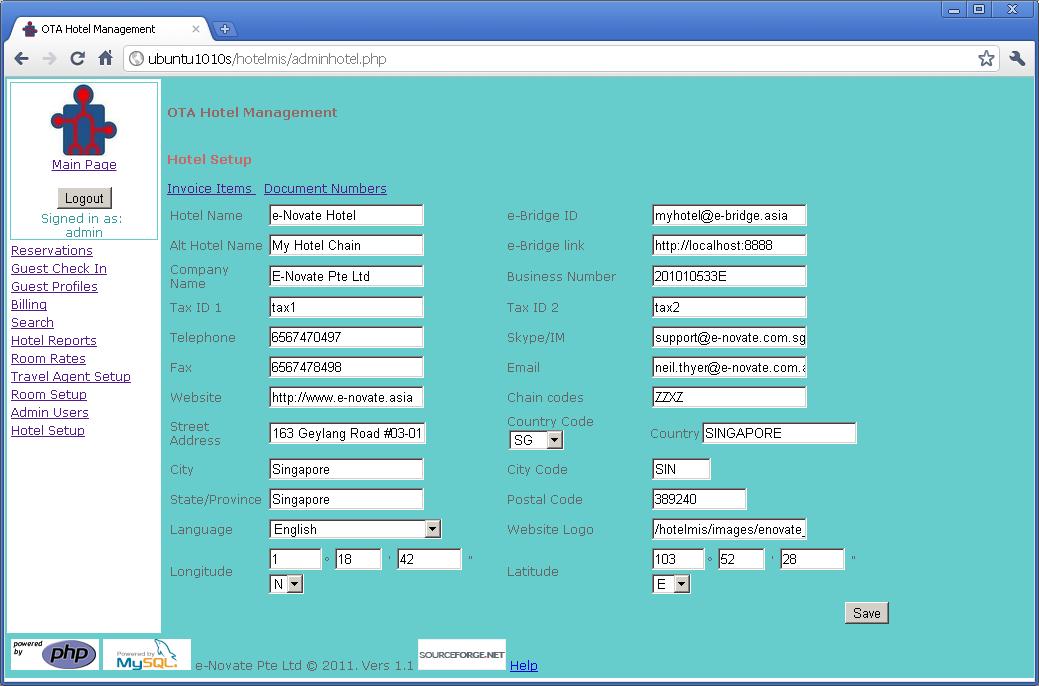 OTA Hotel Management
ubuntu1010s/hotelmis/adminhotel.php
Main Page
Logout
Signed in as:
admin
Reservations
Guest Check In
Guest Profiles
Billing
Search
Hotel Reports
Room Rates
Travel Agent Setup
Room Setup
Admin Users
Hotel Setup
OTA Hotel Management
Hotel Setup
Invoice Items Document Numbers
Hotel Name e-Novate Hotel e-Bridge ID myhotel@e-bridge.asia
Alt Hotel Name My Hotel Chain e-Bridge link http://localhost:8888
Company
Name E-Novate Pte Ltd Business Number 201010533E
Tax ID 1 tax1 Tax ID 2 tax2
Telephone 6567470497 Skype/IM support@e-novate.com.sg
Fax 6567478498 Email neil.thyer@e-novate.com.a
Website http://www.e-novate.asia Chain codes ZZXZ
Street
Address 163 Geylang Road #03-01 Country Code
SG Country SINGAPORE
City Singapore City Code SIN
State/Province Singapore Postal Code 389240
Language English Website Logo /hotelmis/images/enovate_
Longitude 1 ° 18 ' 42 "
N
Latitude 103 ° 52 ' 28 "
E
Save
powered
by php
Powered by
MySQL.
e-Novate Pte Ltd © 2011. Vers 1.1 SOURCEFORGE.NET Help